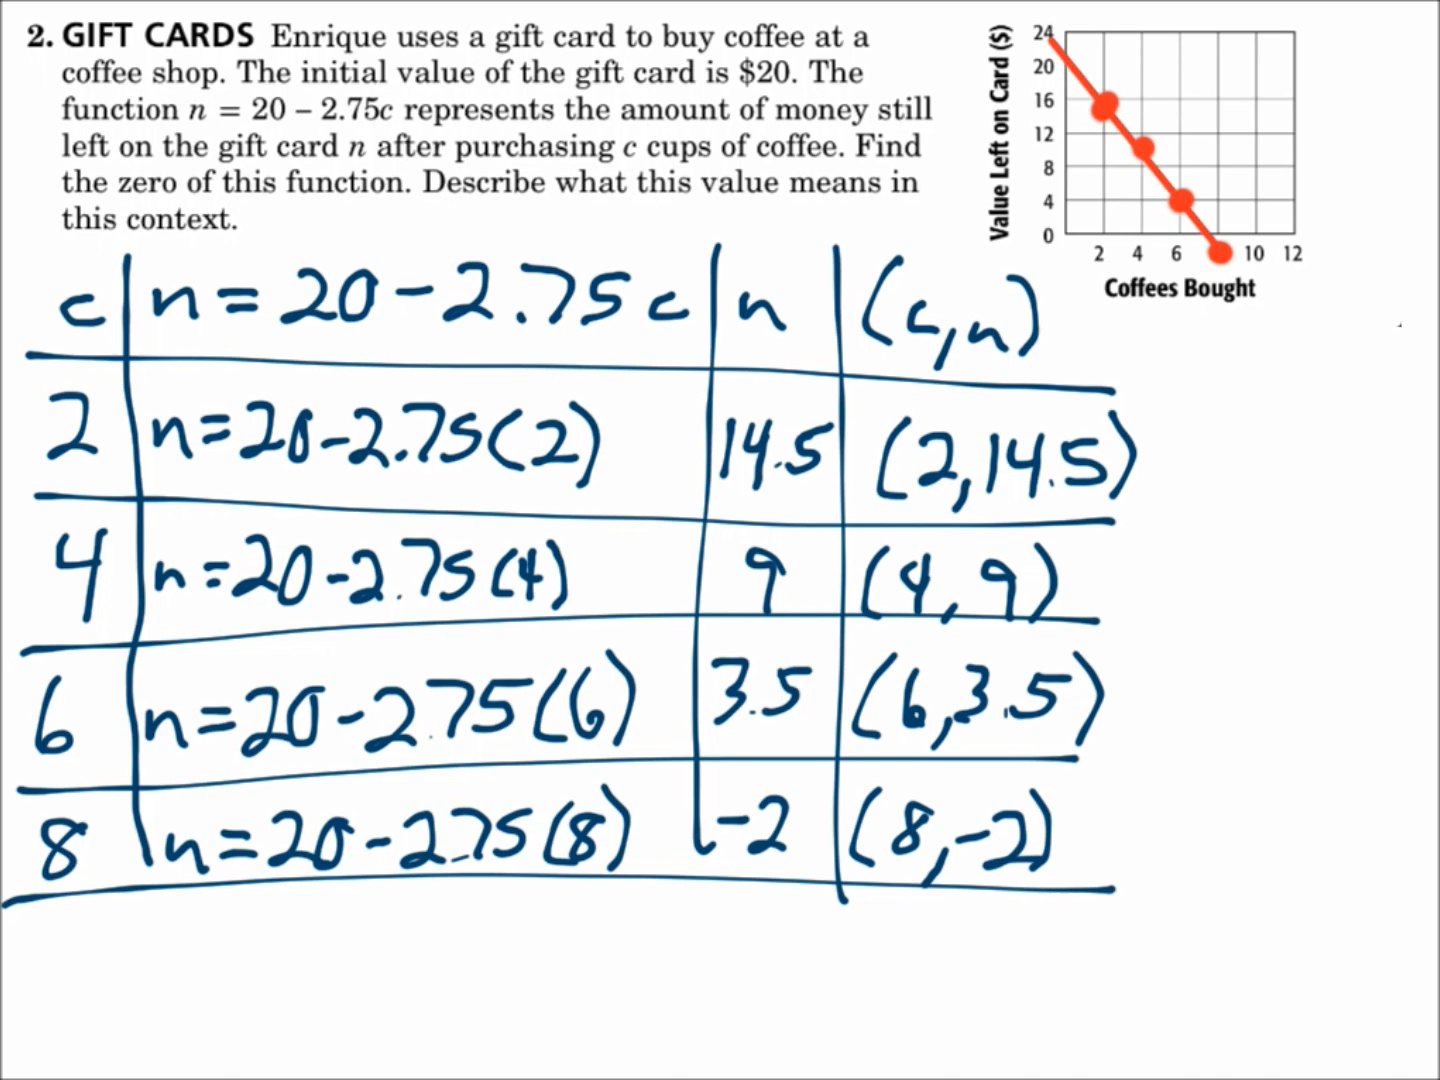 2. GIFT CARDS Enrique uses a gift card to buy coffee at a
coffee shop. The initial value of the gift card is $20. The
function n = 20 – 2.75c represents the amount of money still
left on the gift card n after purchasing c cups of coffee. Find
the zero of this function. Describe what this value means in
this context.
Value Left on Card ($)
24
20
16
12
8
4
0
2 4 6 10 12
Coffees Bought
c n = 20 - 2.75c n (c,n)
2 n = 20-2.75(2) 14.5 (2,14.5)
4 n = 20-2.75(4) 9 (4, 9)
6 n = 20-2.75(6) 3.5 (6,3.5)
8 n = 20-2.75(8) -2 (8,-2)